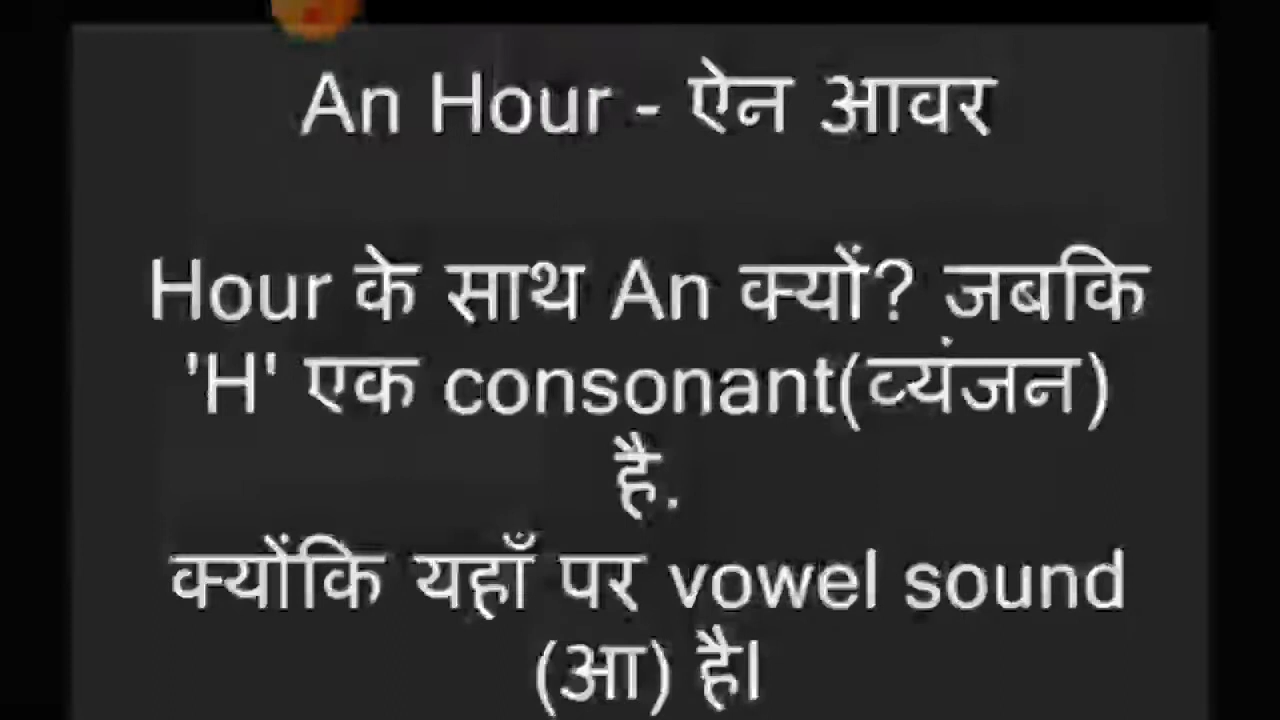 An Hour - ऐन आवर
Hour के साथ An क्यों? जबकि
'H' एक consonant(व्यंजन)
है.
क्योंकि यहाँ पर vowel sound
(आ) है।